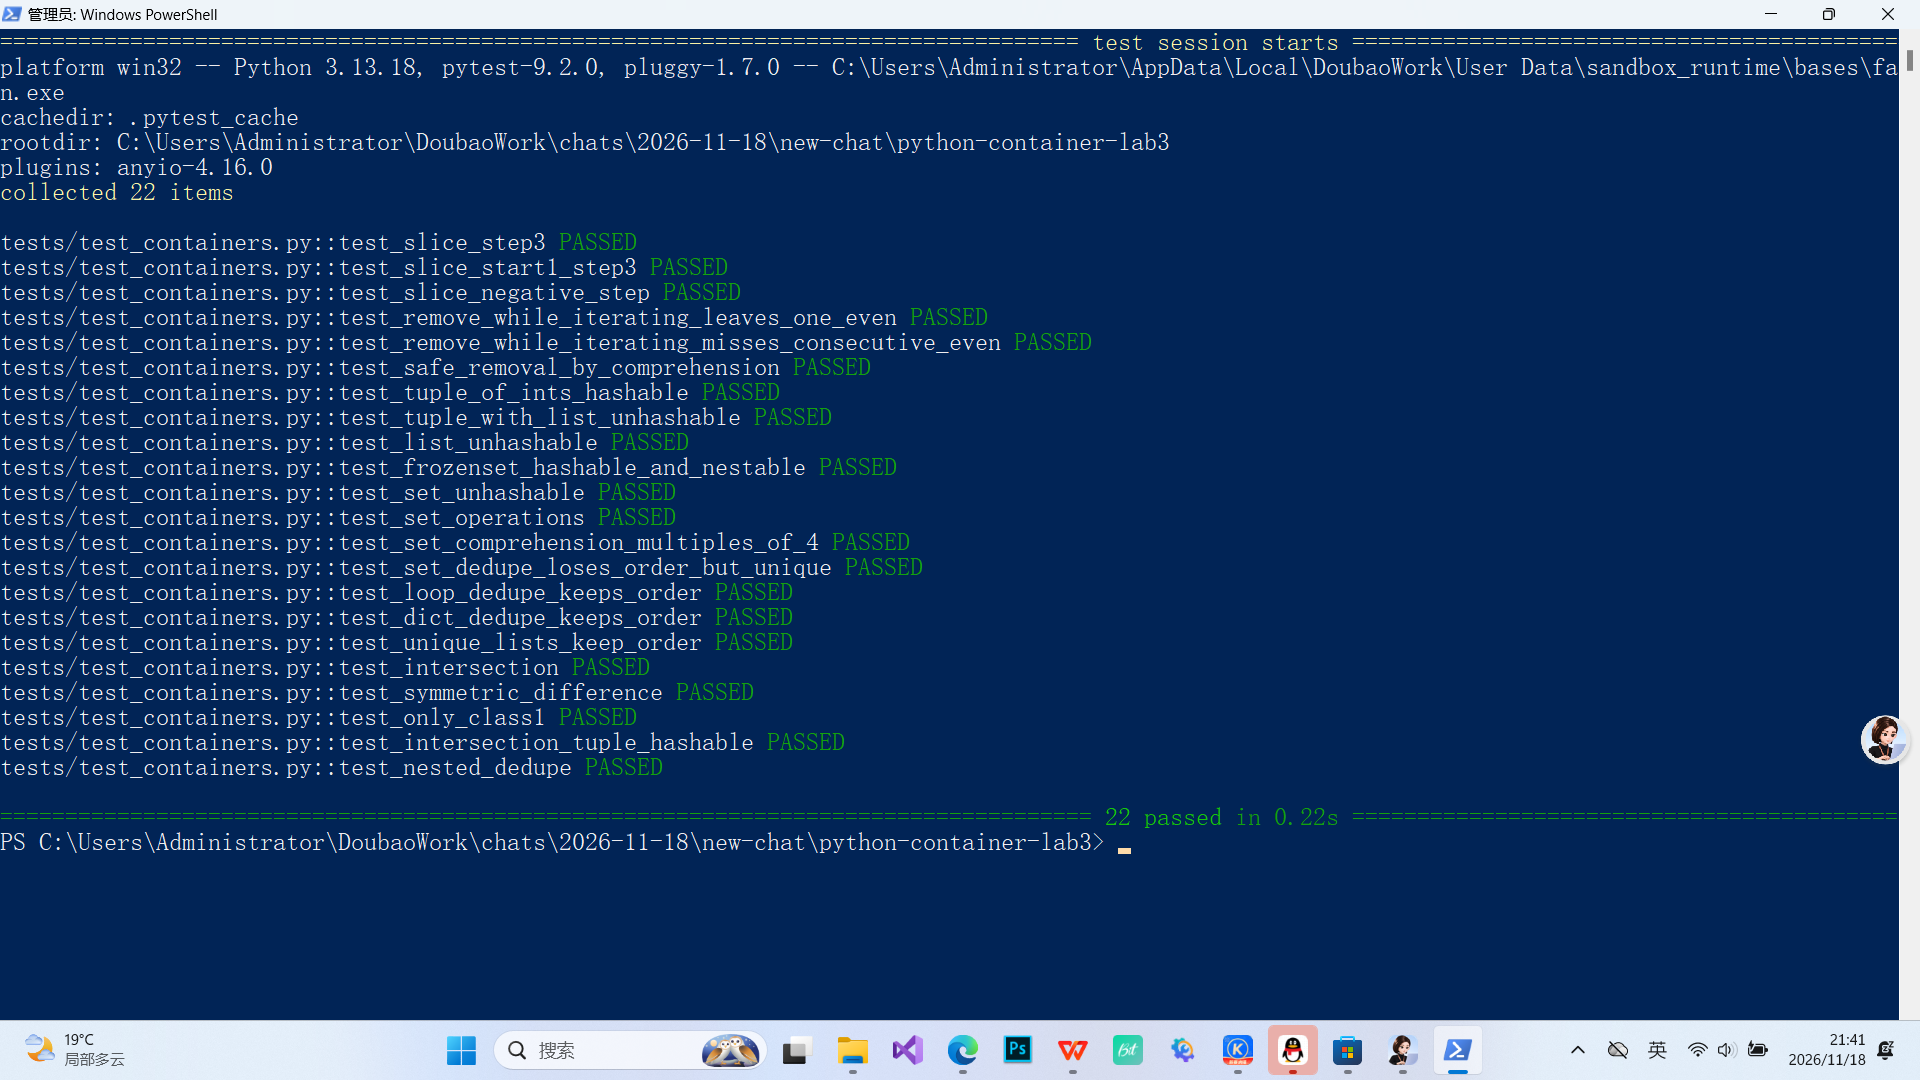 管理员: Windows PowerShell
=================================================================================== test session starts ==========================================
platform win32 -- Python 3.13.18, pytest-9.2.0, pluggy-1.7.0 -- C:\Users\Administrator\AppData\Local\DoubaoWork\User Data\sandbox_runtime\bases\fa
n.exe
cachedir: .pytest_cache
rootdir: C:\Users\Administrator\DoubaoWork\chats\2026-11-18\new-chat\python-container-lab3
plugins: anyio-4.16.0
collected 22 items
tests/test_containers.py::test_slice_step3 PASSED
tests/test_containers.py::test_slice_start1_step3 PASSED
tests/test_containers.py::test_slice_negative_step PASSED
tests/test_containers.py::test_remove_while_iterating_leaves_one_even PASSED
tests/test_containers.py::test_remove_while_iterating_misses_consecutive_even PASSED
tests/test_containers.py::test_safe_removal_by_comprehension PASSED
tests/test_containers.py::test_tuple_of_ints_hashable PASSED
tests/test_containers.py::test_tuple_with_list_unhashable PASSED
tests/test_containers.py::test_list_unhashable PASSED
tests/test_containers.py::test_frozenset_hashable_and_nestable PASSED
tests/test_containers.py::test_set_unhashable PASSED
tests/test_containers.py::test_set_operations PASSED
tests/test_containers.py::test_set_comprehension_multiples_of_4 PASSED
tests/test_containers.py::test_set_dedupe_loses_order_but_unique PASSED
tests/test_containers.py::test_loop_dedupe_keeps_order PASSED
tests/test_containers.py::test_dict_dedupe_keeps_order PASSED
tests/test_containers.py::test_unique_lists_keep_order PASSED
tests/test_containers.py::test_intersection PASSED
tests/test_containers.py::test_symmetric_difference PASSED
tests/test_containers.py::test_only_class1 PASSED
tests/test_containers.py::test_intersection_tuple_hashable PASSED
tests/test_containers.py::test_nested_dedupe PASSED
==================================================================================== 22 passed in 0.22s ==========================================
PS C:\Users\Administrator\DoubaoWork\chats\2026-11-18\new-chat\python-container-lab3>
19°C
局部多云
搜索
Ps
Bit
K
英
21:41
2026/11/18